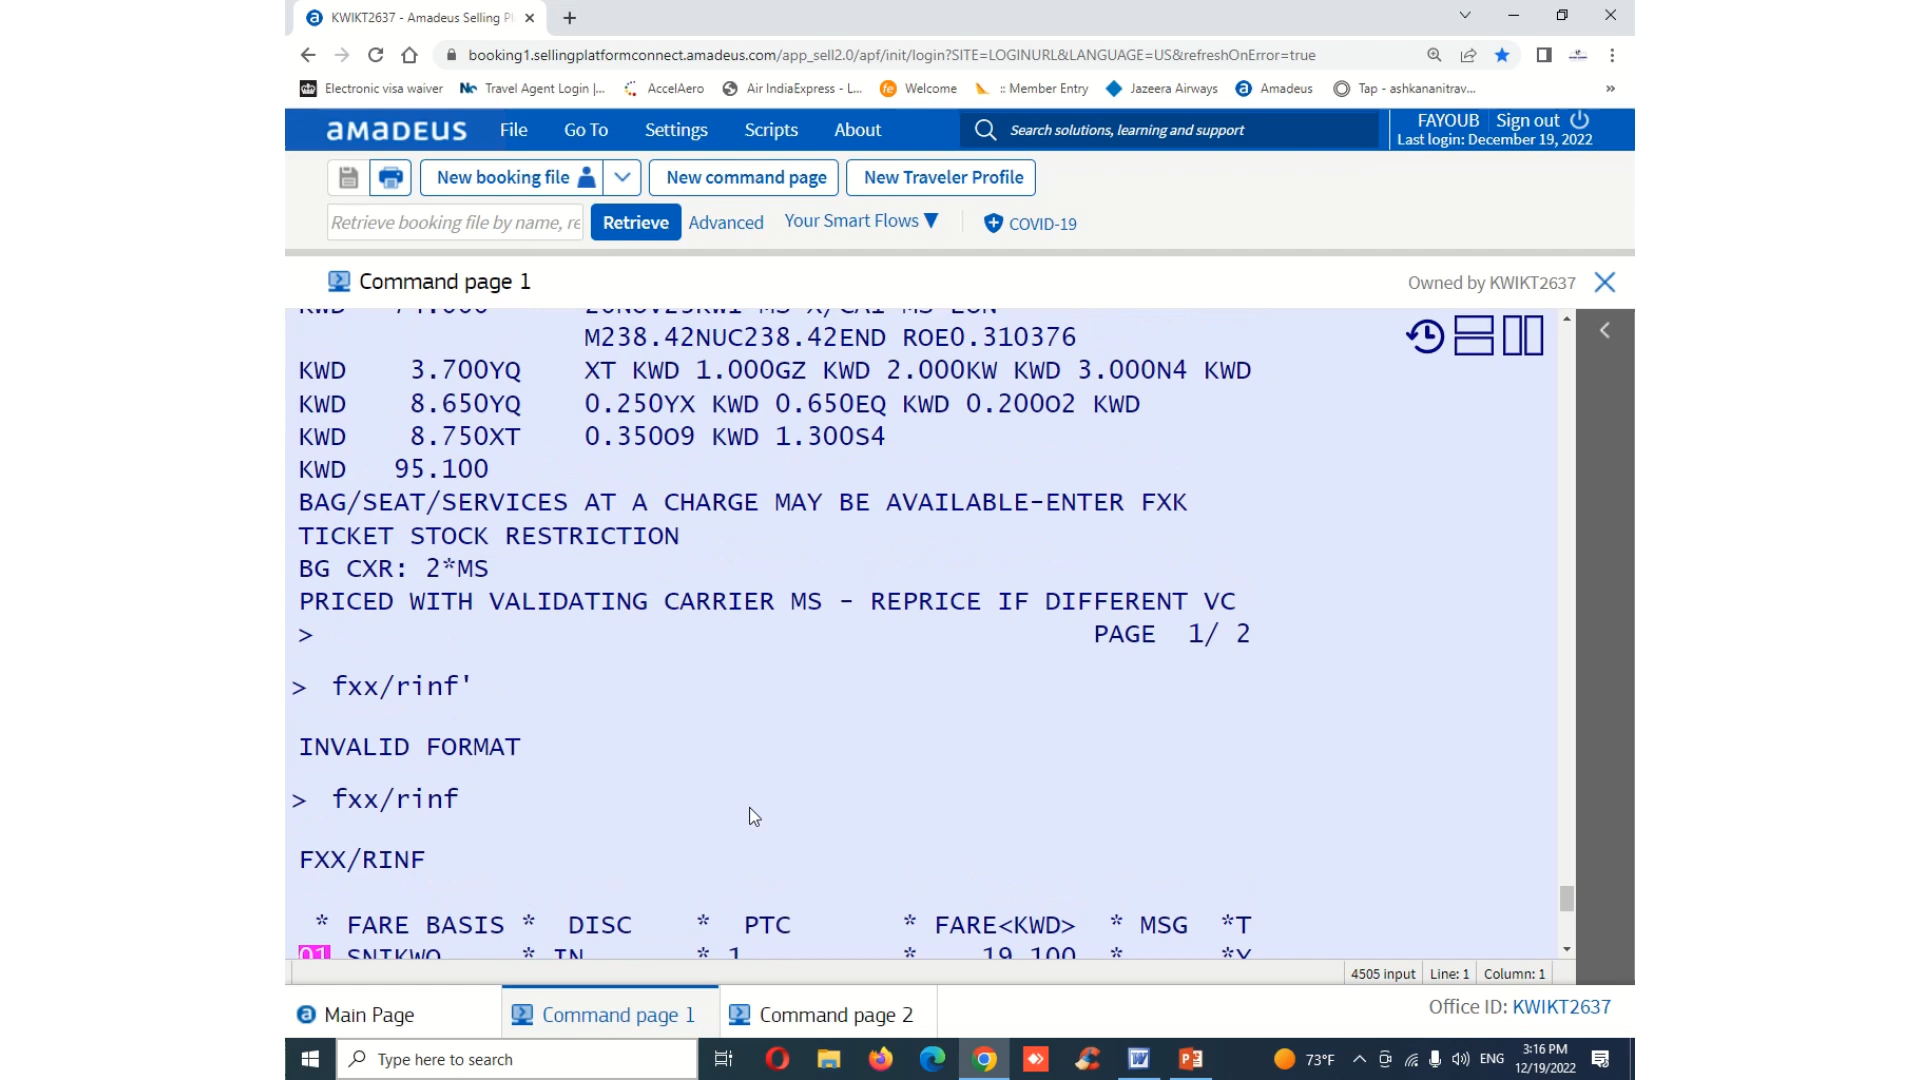 KWIKT2637 - Amadeus Selling Pl
booking1.sellingplatformconnect.amadeus.com/app_sell2.0/apf/init/login?SITE=LOGINURL&LANGUAGE=US&refreshOnError=true
Electronic visa waiver Travel Agent Login |... AccelAero Air IndiaExpress - L... Welcome :: Member Entry Jazeera Airways Amadeus Tap - ashkananitrav... »
amadeus File Go To Settings Scripts About Search solutions, learning and support FAYOUB Sign out
Last login: December 19, 2022
New booking file New command page New Traveler Profile
Retrieve booking file by name, re Retrieve Advanced Your Smart Flows COVID-19
Command page 1 Owned by KWIKT2637
M238.42NUC238.42END ROE0.310376
KWD 3.700YQ XT KWD 1.000GZ KWD 2.000KW KWD 3.000N4 KWD
KWD 8.650YQ 0.250YX KWD 0.650EQ KWD 0.200O2 KWD
KWD 8.750XT 0.350O9 KWD 1.300S4
KWD 95.100
BAG/SEAT/SERVICES AT A CHARGE MAY BE AVAILABLE-ENTER FXK
TICKET STOCK RESTRICTION
BG CXR: 2*MS
PRICED WITH VALIDATING CARRIER MS - REPRICE IF DIFFERENT VC
> PAGE 1/ 2
> fxx/rinf'
INVALID FORMAT
> fxx/rinf
FXX/RINF
* FARE BASIS * DISC * PTC * FARE<KWD> * MSG *T
01 SNIKWO * IN * 1 * 19.100 * *Y
4505 input Line: 1 Column: 1
Main Page Command page 1 Command page 2 Office ID: KWIKT2637
Type here to search 73°F ENG 3:16 PM
12/19/2022